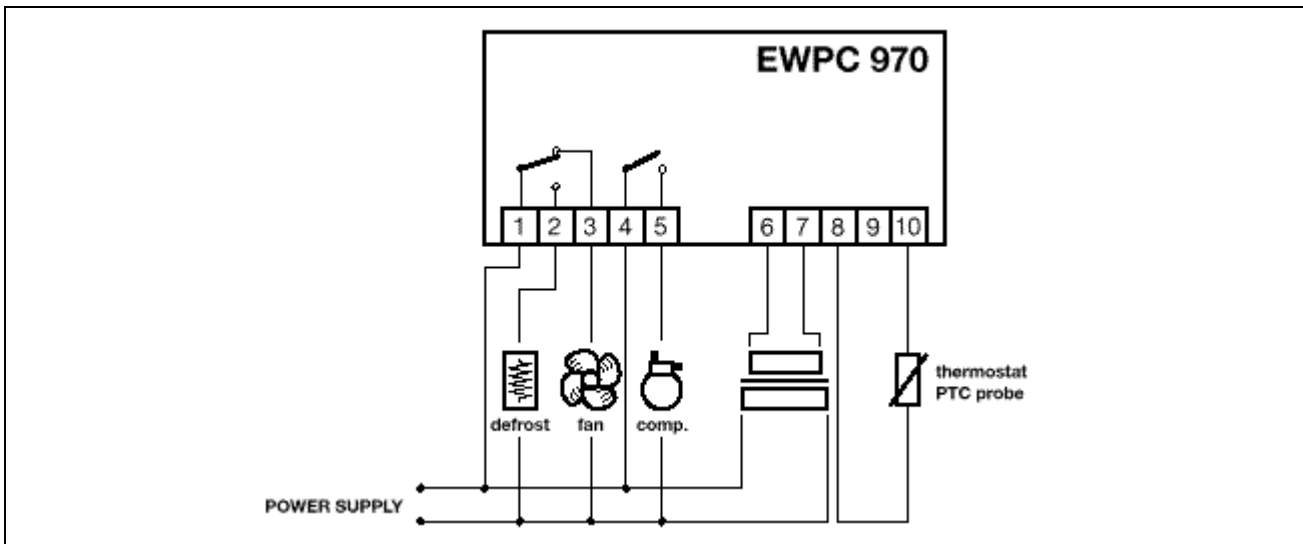 EWPC 970
1 2 3 4 5 6 7 8 9 10
thermostat
PTC probe
defrost fan comp.
POWER SUPPLY